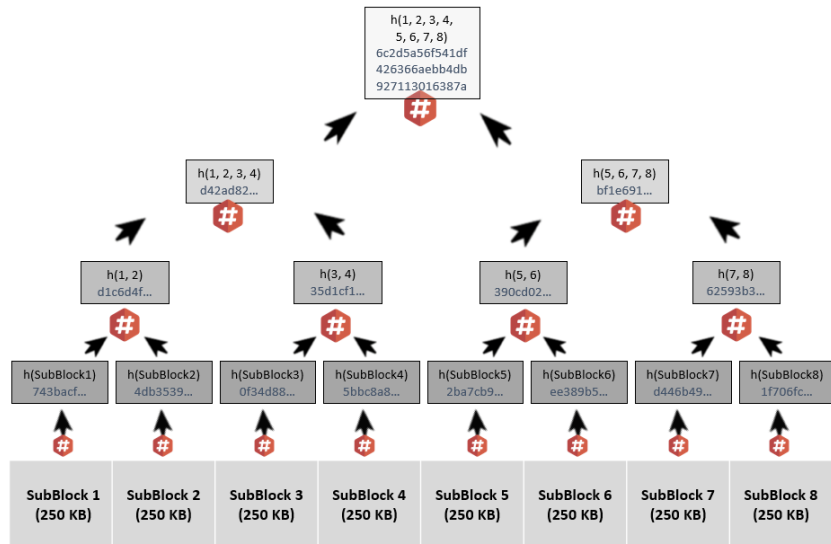 h(1, 2, 3, 4,
5, 6, 7, 8)
6c2d5a56f541df
426366aebb4db
927113016387a
#
h(1, 2, 3, 4)
d42ad82...
#
h(5, 6, 7, 8)
bf1e691...
#
h(1, 2)
d1c6d4f...
#
h(3, 4)
35d1cf1...
#
h(5, 6)
390cd02...
#
h(7, 8)
62593b3...
#
h(SubBlock1)
743bacf...
h(SubBlock2)
4db3539...
h(SubBlock3)
0f34d88...
h(SubBlock4)
5bbc8a8...
h(SubBlock5)
2ba7cb9...
h(SubBlock6)
ee389b5...
h(SubBlock7)
d446b49...
h(SubBlock8)
1f706fc...
# # # # # # # #
SubBlock 1
(250 KB)
SubBlock 2
(250 KB)
SubBlock 3
(250 KB)
SubBlock 4
(250 KB)
SubBlock 5
(250 KB)
SubBlock 6
(250 KB)
SubBlock 7
(250 KB)
SubBlock 8
(250 KB)